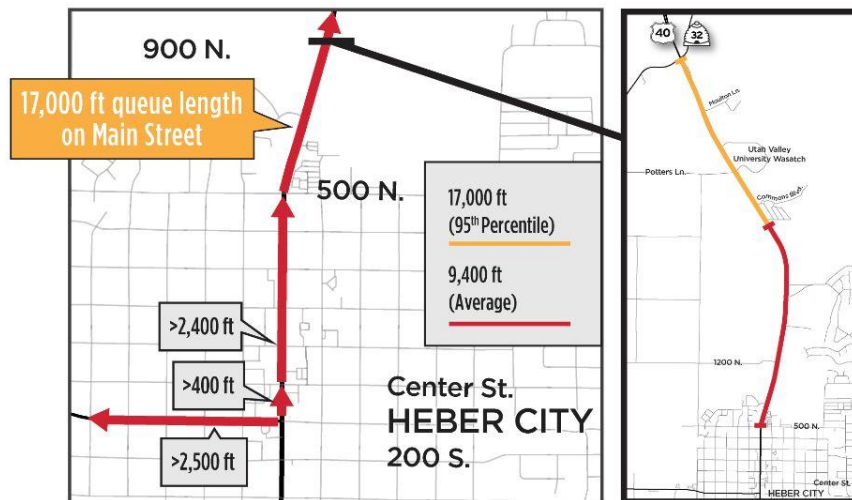 900 N.
17,000 ft queue length
on Main Street
500 N.
17,000 ft
(95th Percentile)
9,400 ft
(Average)
>2,400 ft
>400 ft
>2,500 ft
Center St.
HEBER CITY
200 S.
40
32
Moulton Ln.
Utah Valley
University Wasatch
Potters Ln.
Commons Blvd.
1200 N.
500 N.
Center St.
HEBER CITY